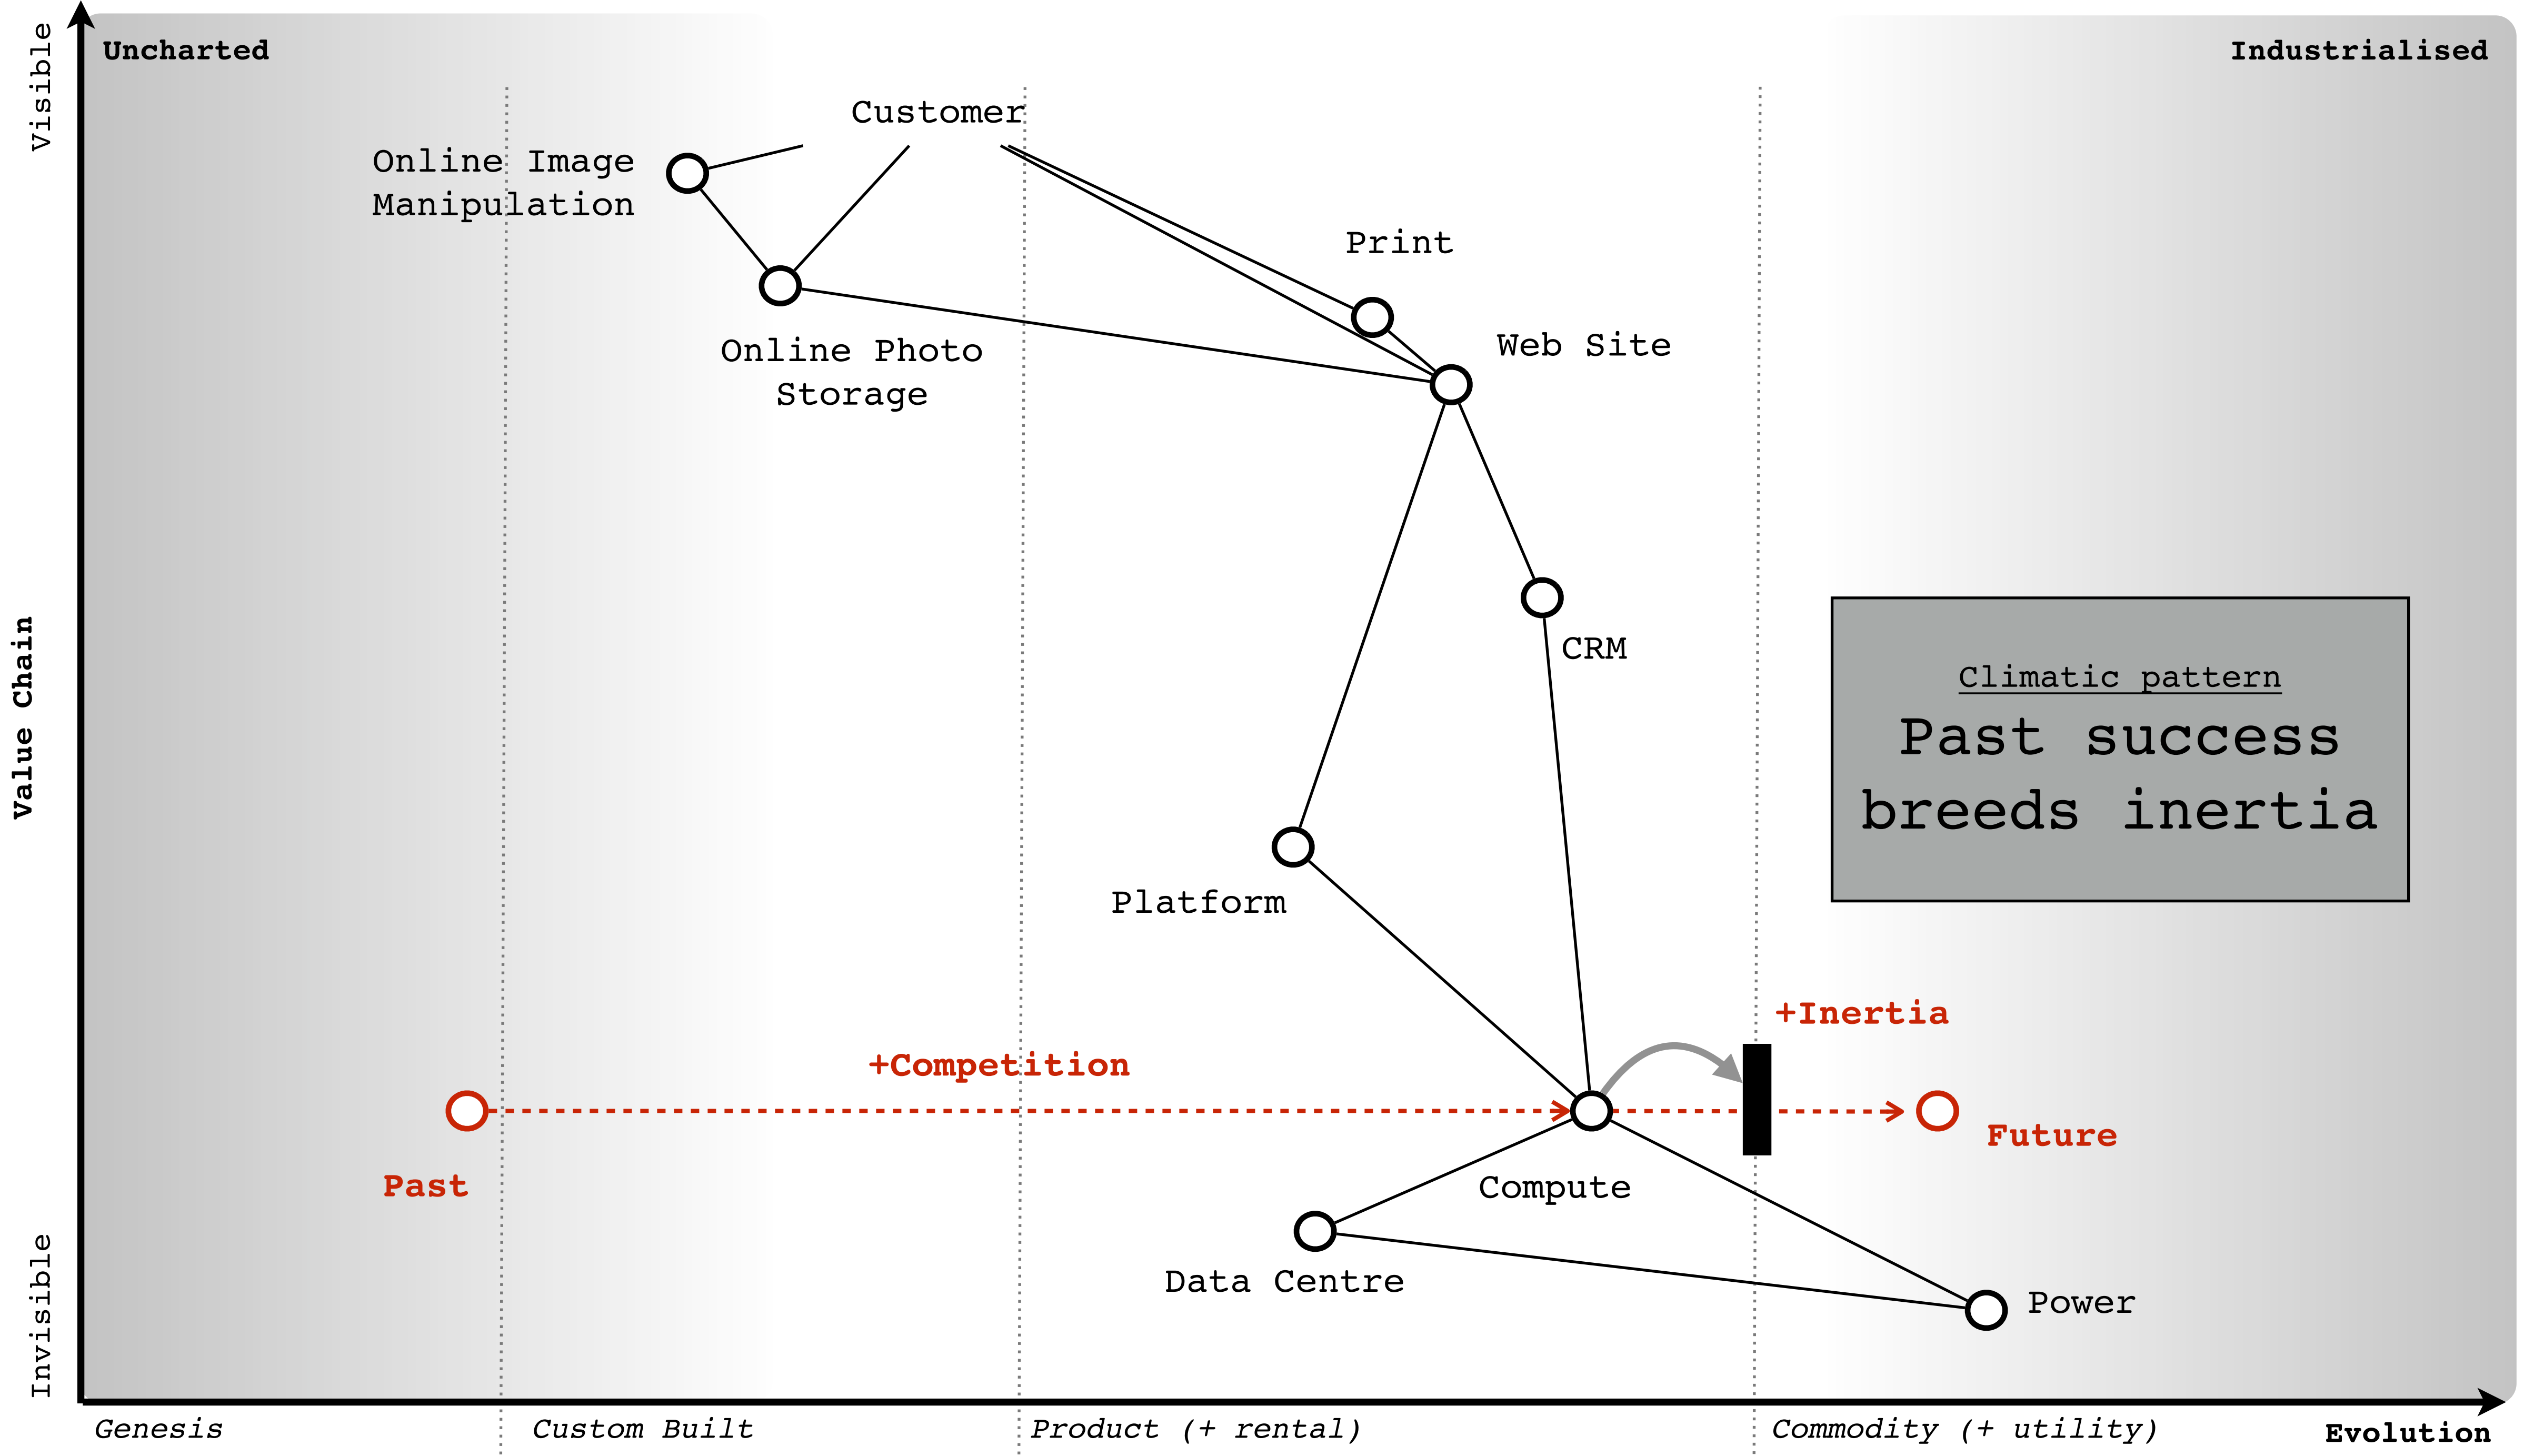 Visible
Uncharted
Industrialised
Customer
Online Image
Manipulation
Print
Web Site
Online Photo
Storage
Value Chain
CRM
Climatic pattern
Past success
breeds inertia
Platform
+Inertia
+Competition
Future
Past
Compute
Invisible
Data Centre
Power
Genesis
Custom Built
Product (+ rental)
Commodity (+ utility)
Evolution